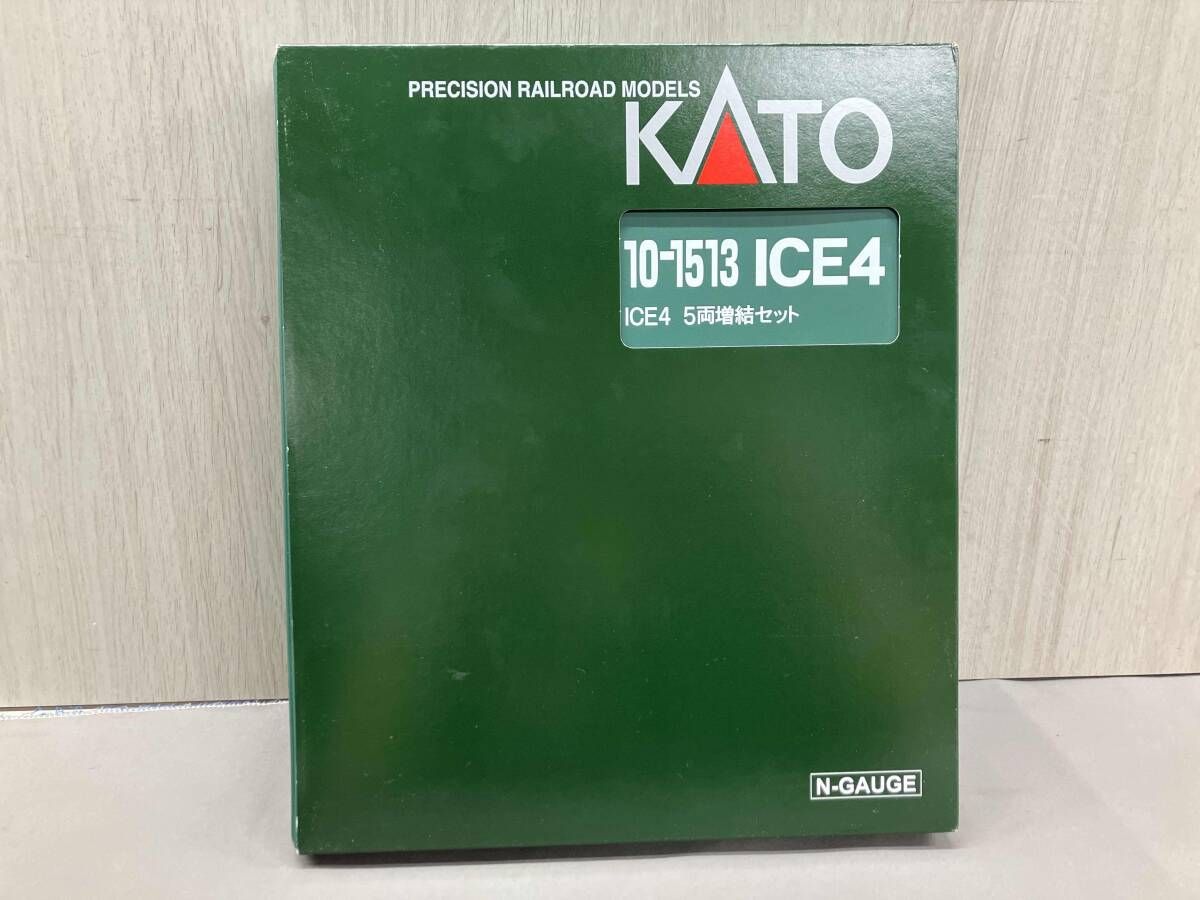 PRECISION RAILROAD MODELS
KATO
10-1513 ICE4
ICE4 5両増結セット
N-GAUGE